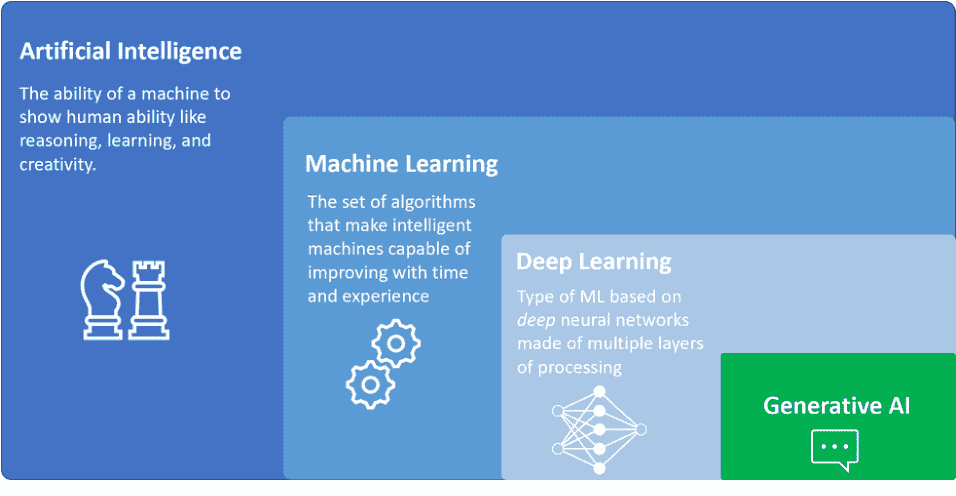 Artificial Intelligence
The ability of a machine to
show human ability like
reasoning, learning, and
creativity.
Machine Learning
The set of algorithms
that make intelligent
machines capable of
improving with time
and experience
Deep Learning
Type of ML based on
deep neural networks
made of multiple layers
of processing
Generative AI